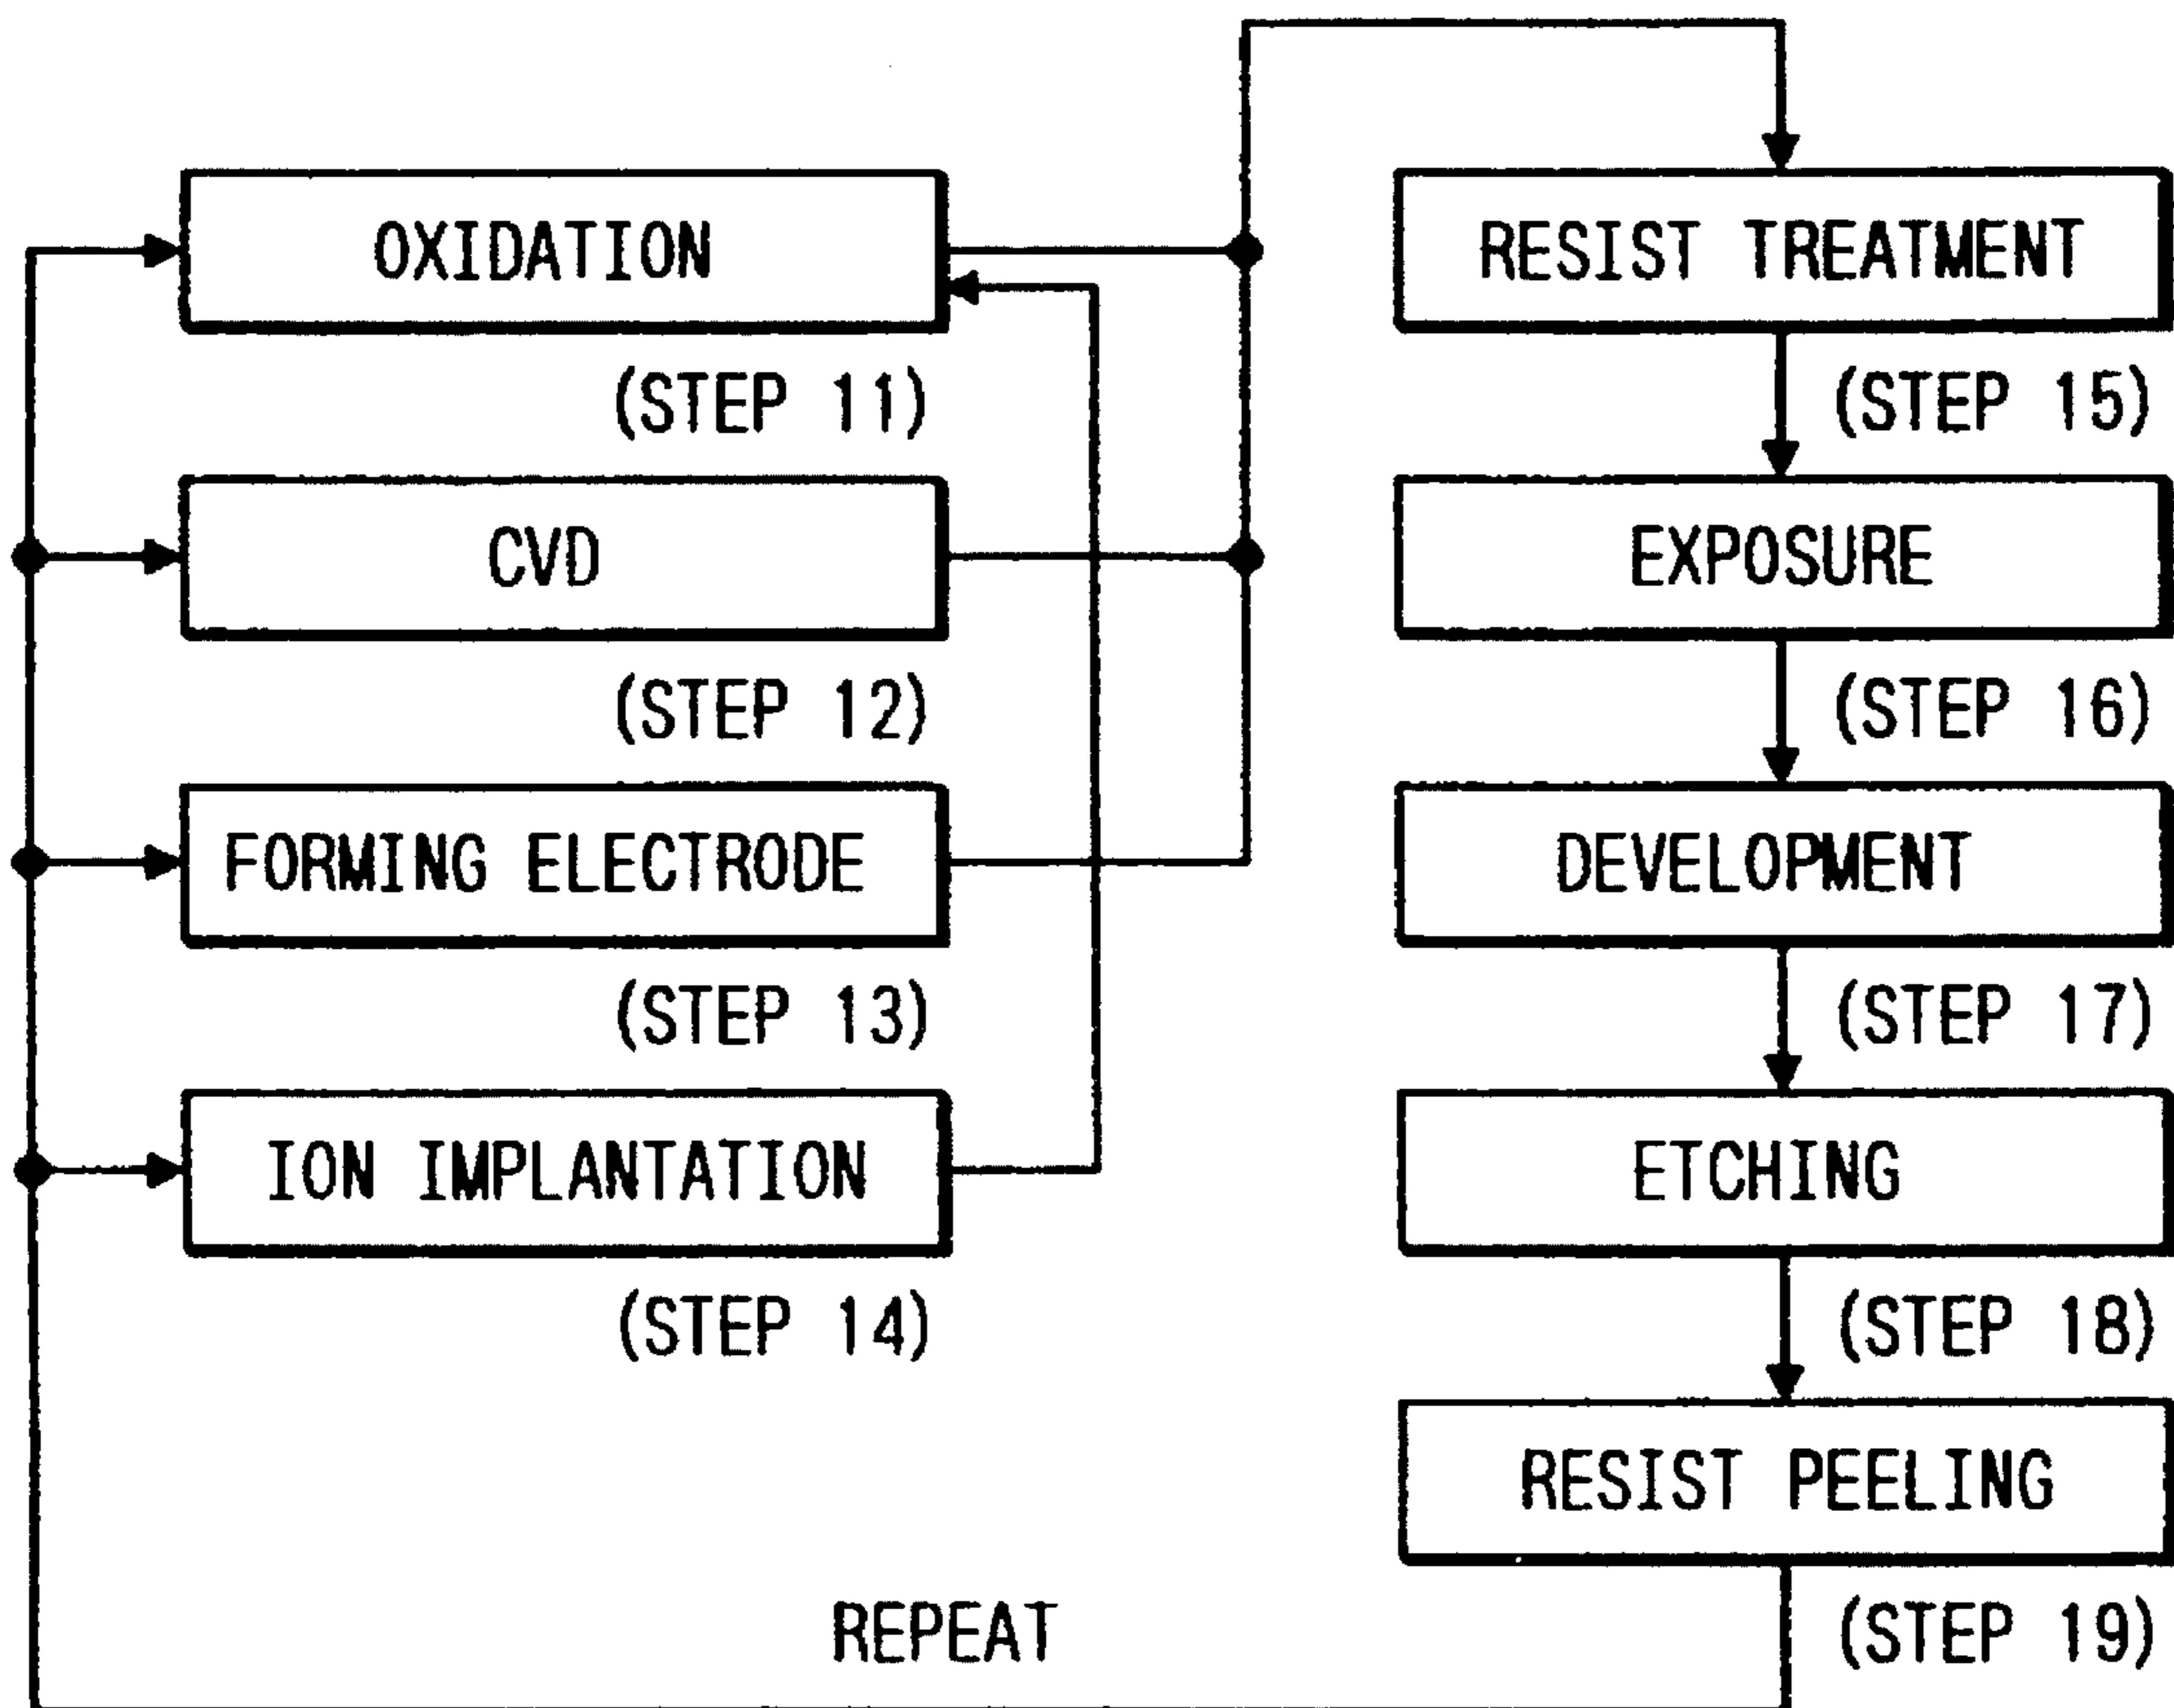 OXIDATION
(STEP 11)
CVD
(STEP 12)
FORMING ELECTRODE
(STEP 13)
ION IMPLANTATION
(STEP 14)
RESIST TREATMENT
(STEP 15)
EXPOSURE
(STEP 16)
DEVELOPMENT
(STEP 17)
ETCHING
(STEP 18)
RESIST PEELING
(STEP 19)
REPEAT